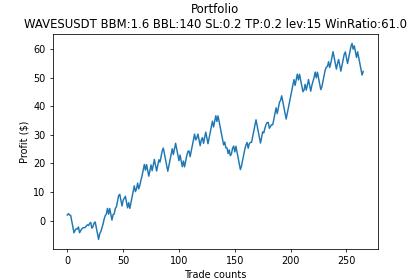 Portfolio
WAVESUSDT BBM:1.6 BBL:140 SL:0.2 TP:0.2 lev:15 WinRatio:61.0
60
50
40
30
20
10
0
Profit ($)
0 50 100 150 200 250
Trade counts